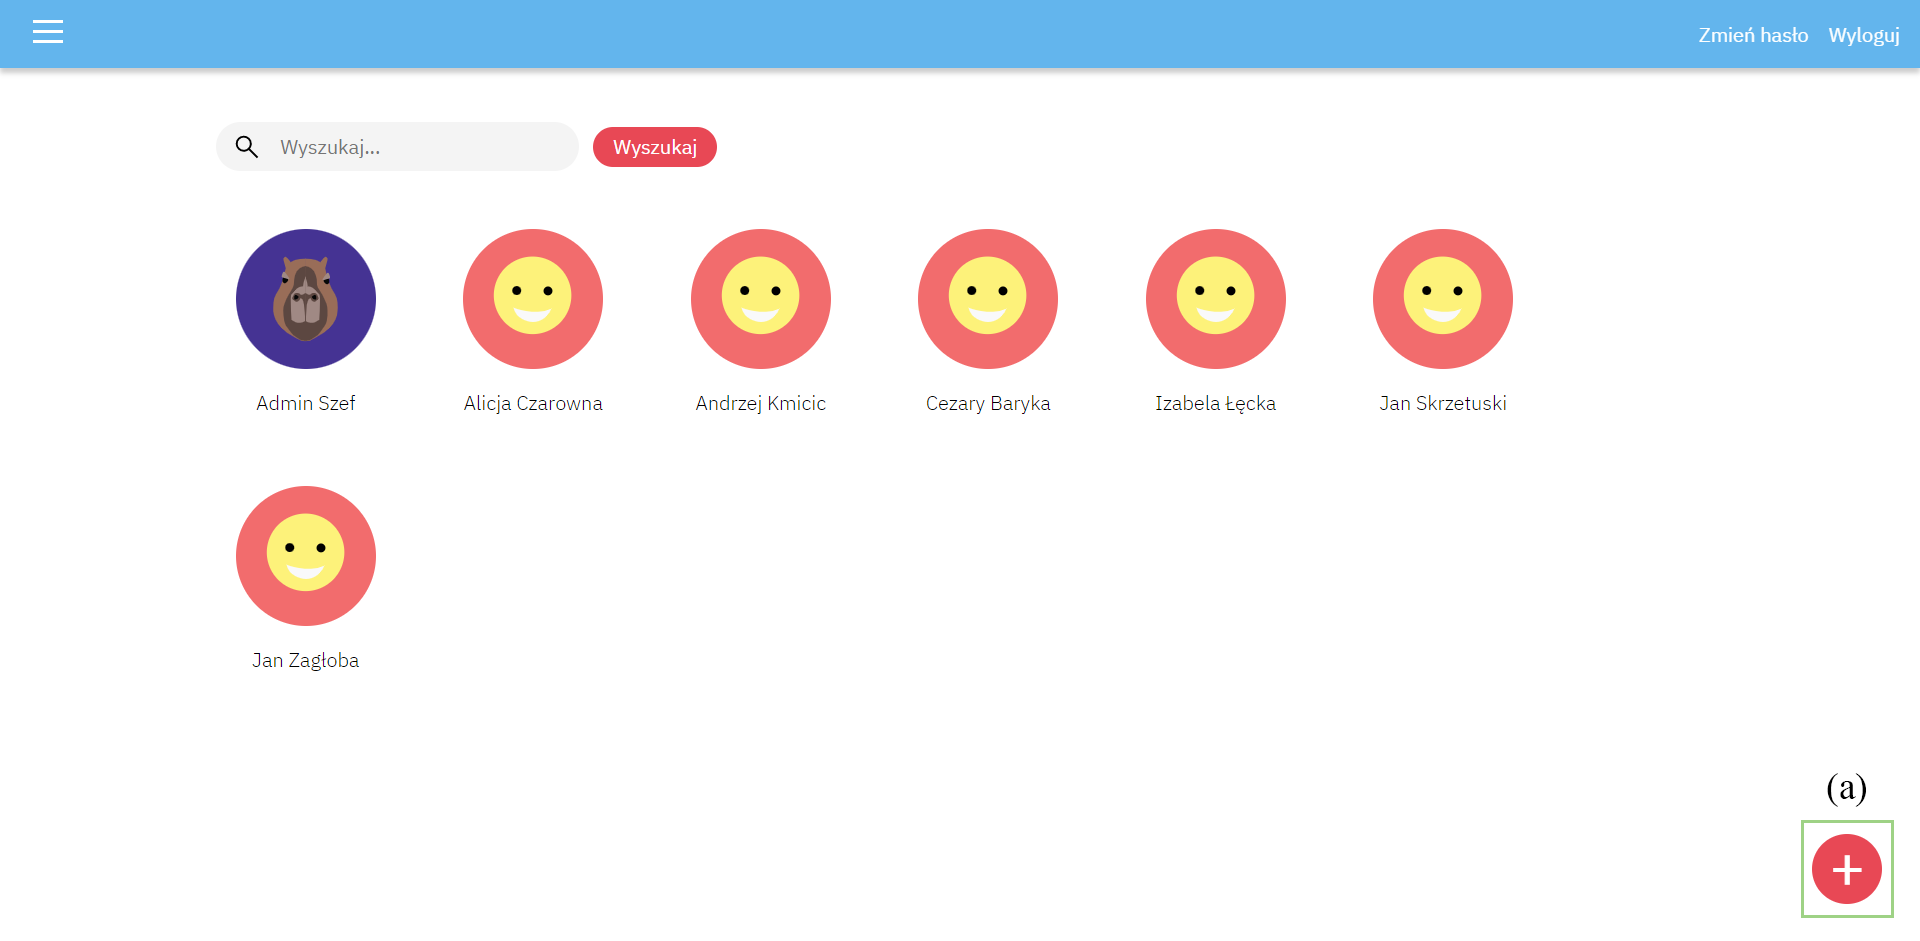 Zmień hasło Wyloguj
Wyszukaj... Wyszukaj
Admin Szef Alicja Czarowna Andrzej Kmicic Cezary Baryka Izabela Łęcka Jan Skrzetuski
Jan Zagłoba
(a)
+